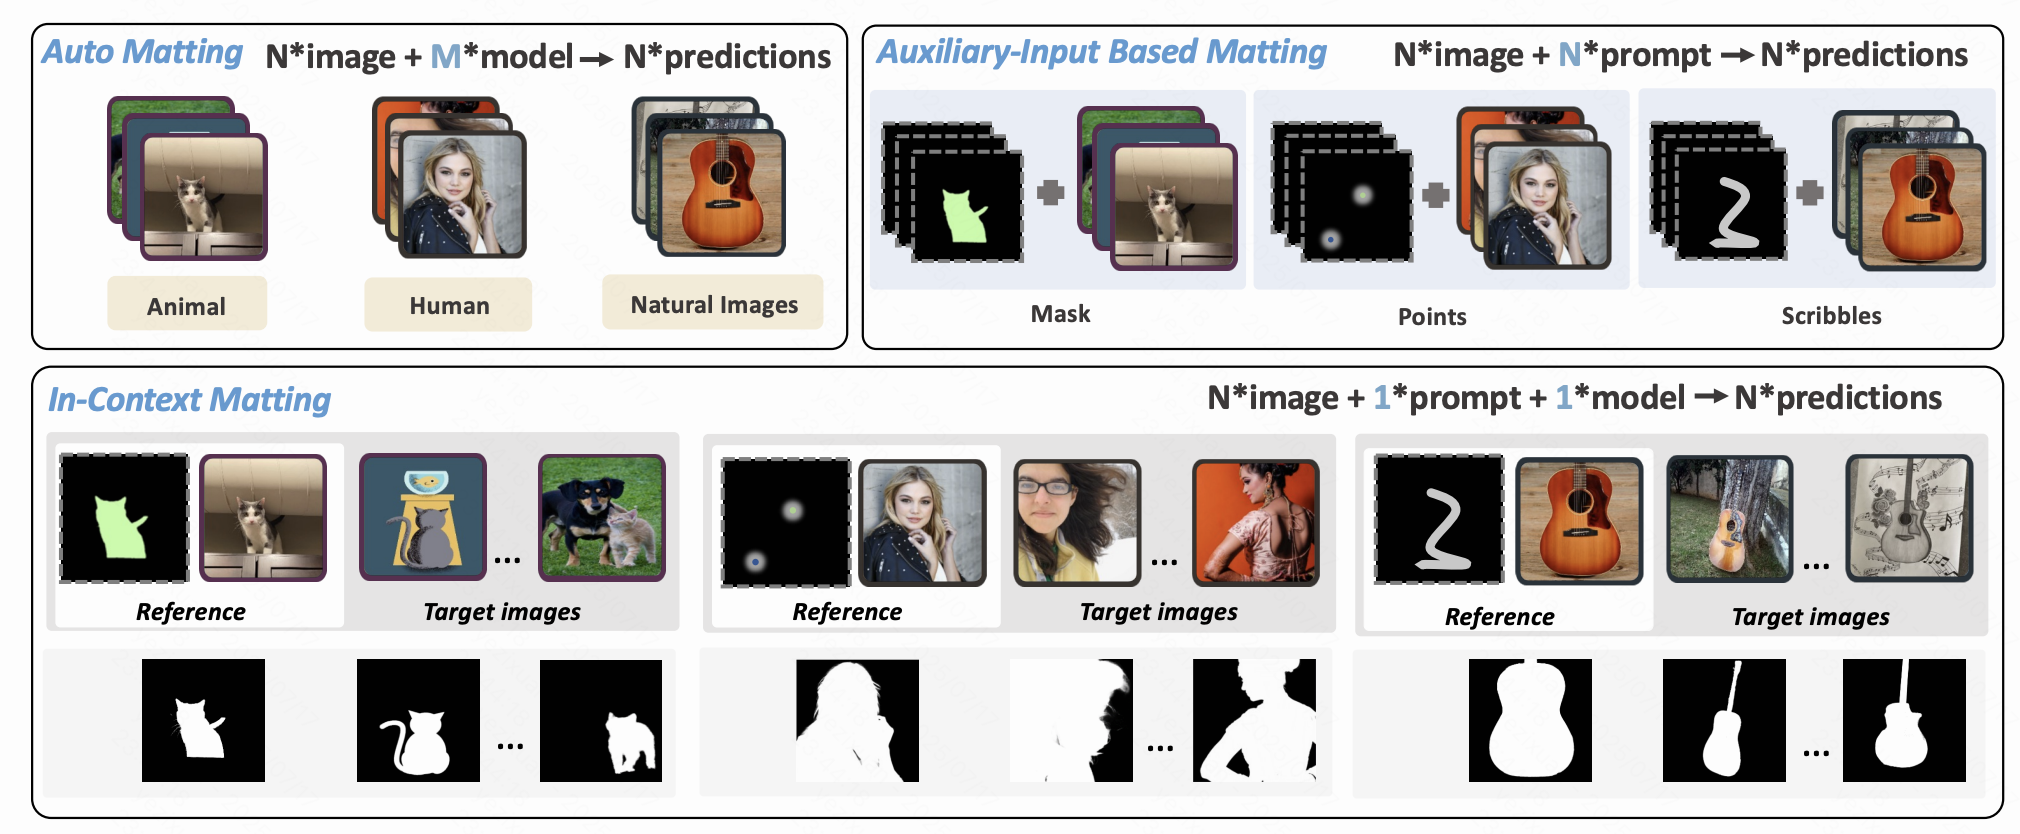 Auto Matting
N*image + M*model → N*predictions
Animal
Human
Natural Images
Auxiliary-Input Based Matting
N*image + N*prompt → N*predictions
Mask
Points
Scribbles
In-Context Matting
N*image + 1*prompt + 1*model → N*predictions
Reference
Target images
...
Reference
Target images
...
Reference
Target images
...
...
...
...